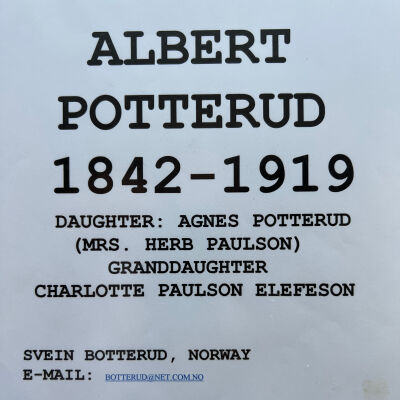 ALBERT
POTTERUD
1842-1919
DAUGHTER: AGNES POTTERUD
(MRS. HERB PAULSON)
GRANDDAUGHTER
CHARLOTTE PAULSON ELEFESON
SVEIN BOTTERUD, NORWAY
E-MAIL: BOTTERUD@NET.COM.NO